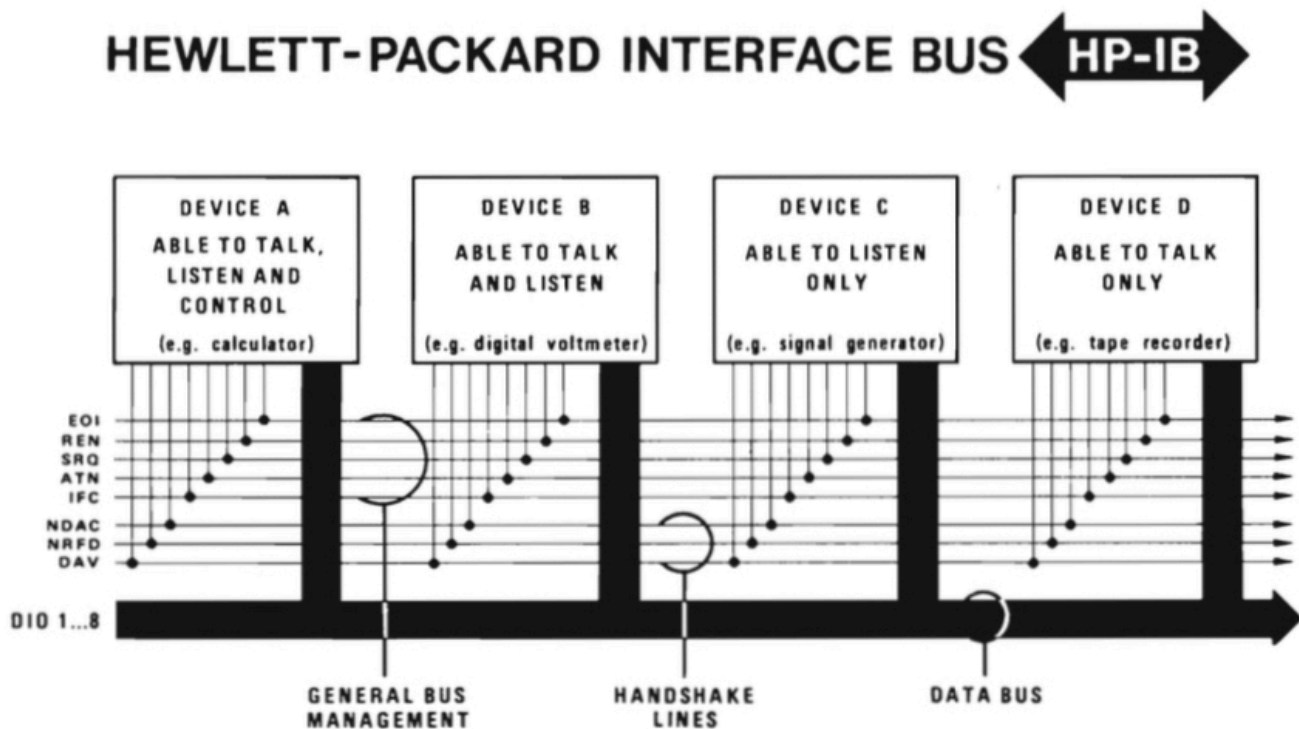 HEWLETT-PACKARD INTERFACE BUS HP-IB
DEVICE A
ABLE TO TALK,
LISTEN AND
CONTROL
(e.g. calculator)
DEVICE B
ABLE TO TALK
AND LISTEN
(e.g. digital voltmeter)
DEVICE C
ABLE TO LISTEN
ONLY
(e.g. signal generator)
DEVICE D
ABLE TO TALK
ONLY
(e.g. tape recorder)
EOI
REN
SRQ
ATN
IFC
NDAC
NRFD
DAV
DIO 1...8
GENERAL BUS
MANAGEMENT
HANDSHAKE
LINES
DATA BUS